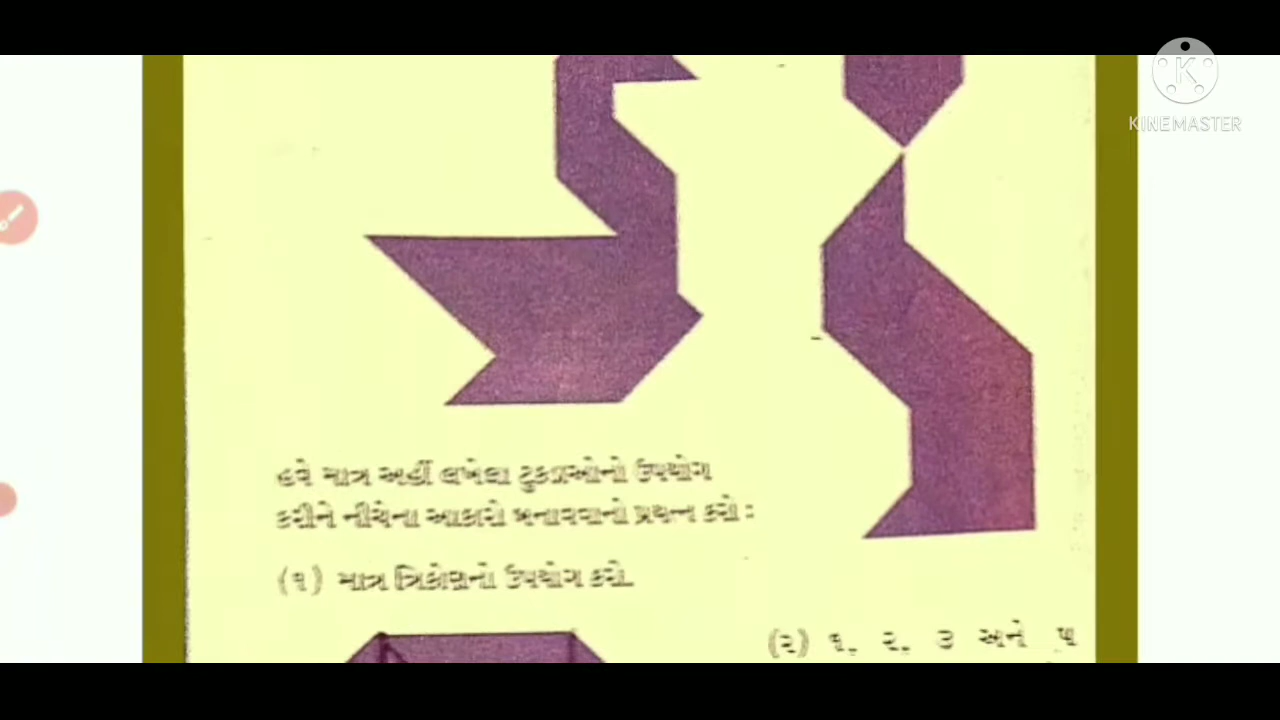 KINEMASTER
હવે માત્ર અહીં લખેલા ટુકડાઓનો ઉપયોગ
કરીને નીચેના આકારો બનાવવાનો પ્રયત્ન કરો :
(૧) માત્ર ત્રિકોણનો ઉપયોગ કરો.
(૨) ૧, ૨, ૩ અને ૫